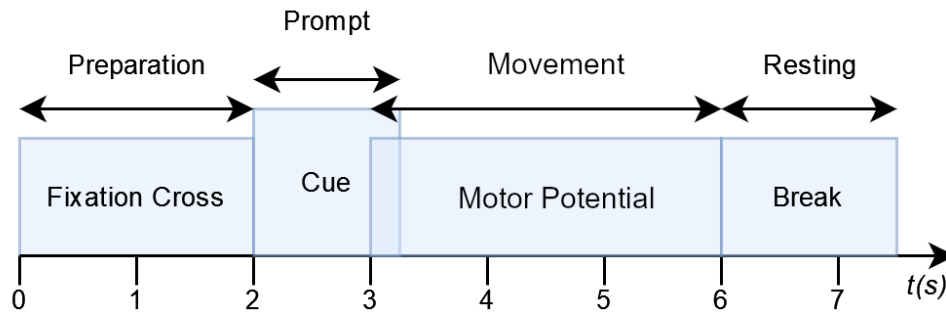 Prompt
Preparation
Movement
Resting
Fixation Cross
Cue
Motor Potential
Break
0 1 2 3 4 5 6 7 t(s)